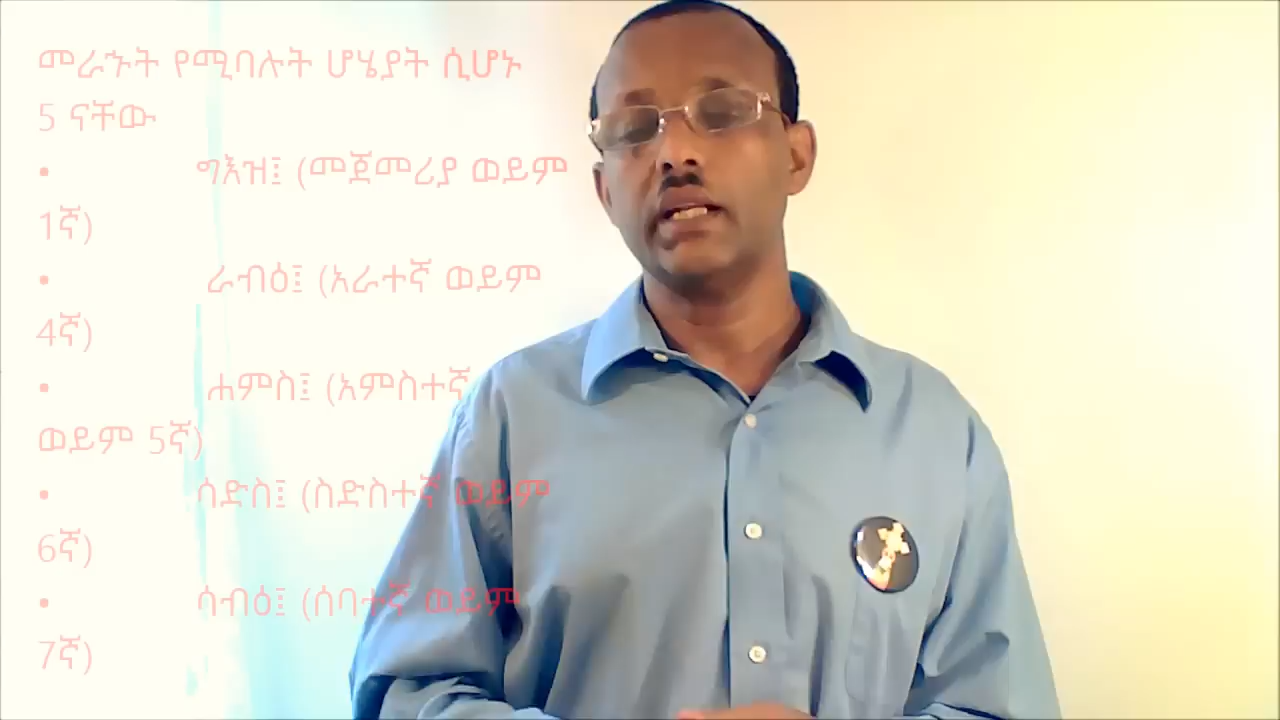 መራኍት የሚባሉት ሆሄያት ሲሆኑ
5 ናቸው
• ግእዝ፤ (መጀመሪያ ወይም
1ኛ)
• ራብዕ፤ (አራተኛ ወይም
4ኛ)
• ሐምስ፤ (አምስተኛ
ወይም 5ኛ)
• ሳድስ፤ (ስድስተኛ ወይም
6ኛ)
• ሳብዕ፤ (ሰባተኛ ወይም
7ኛ)